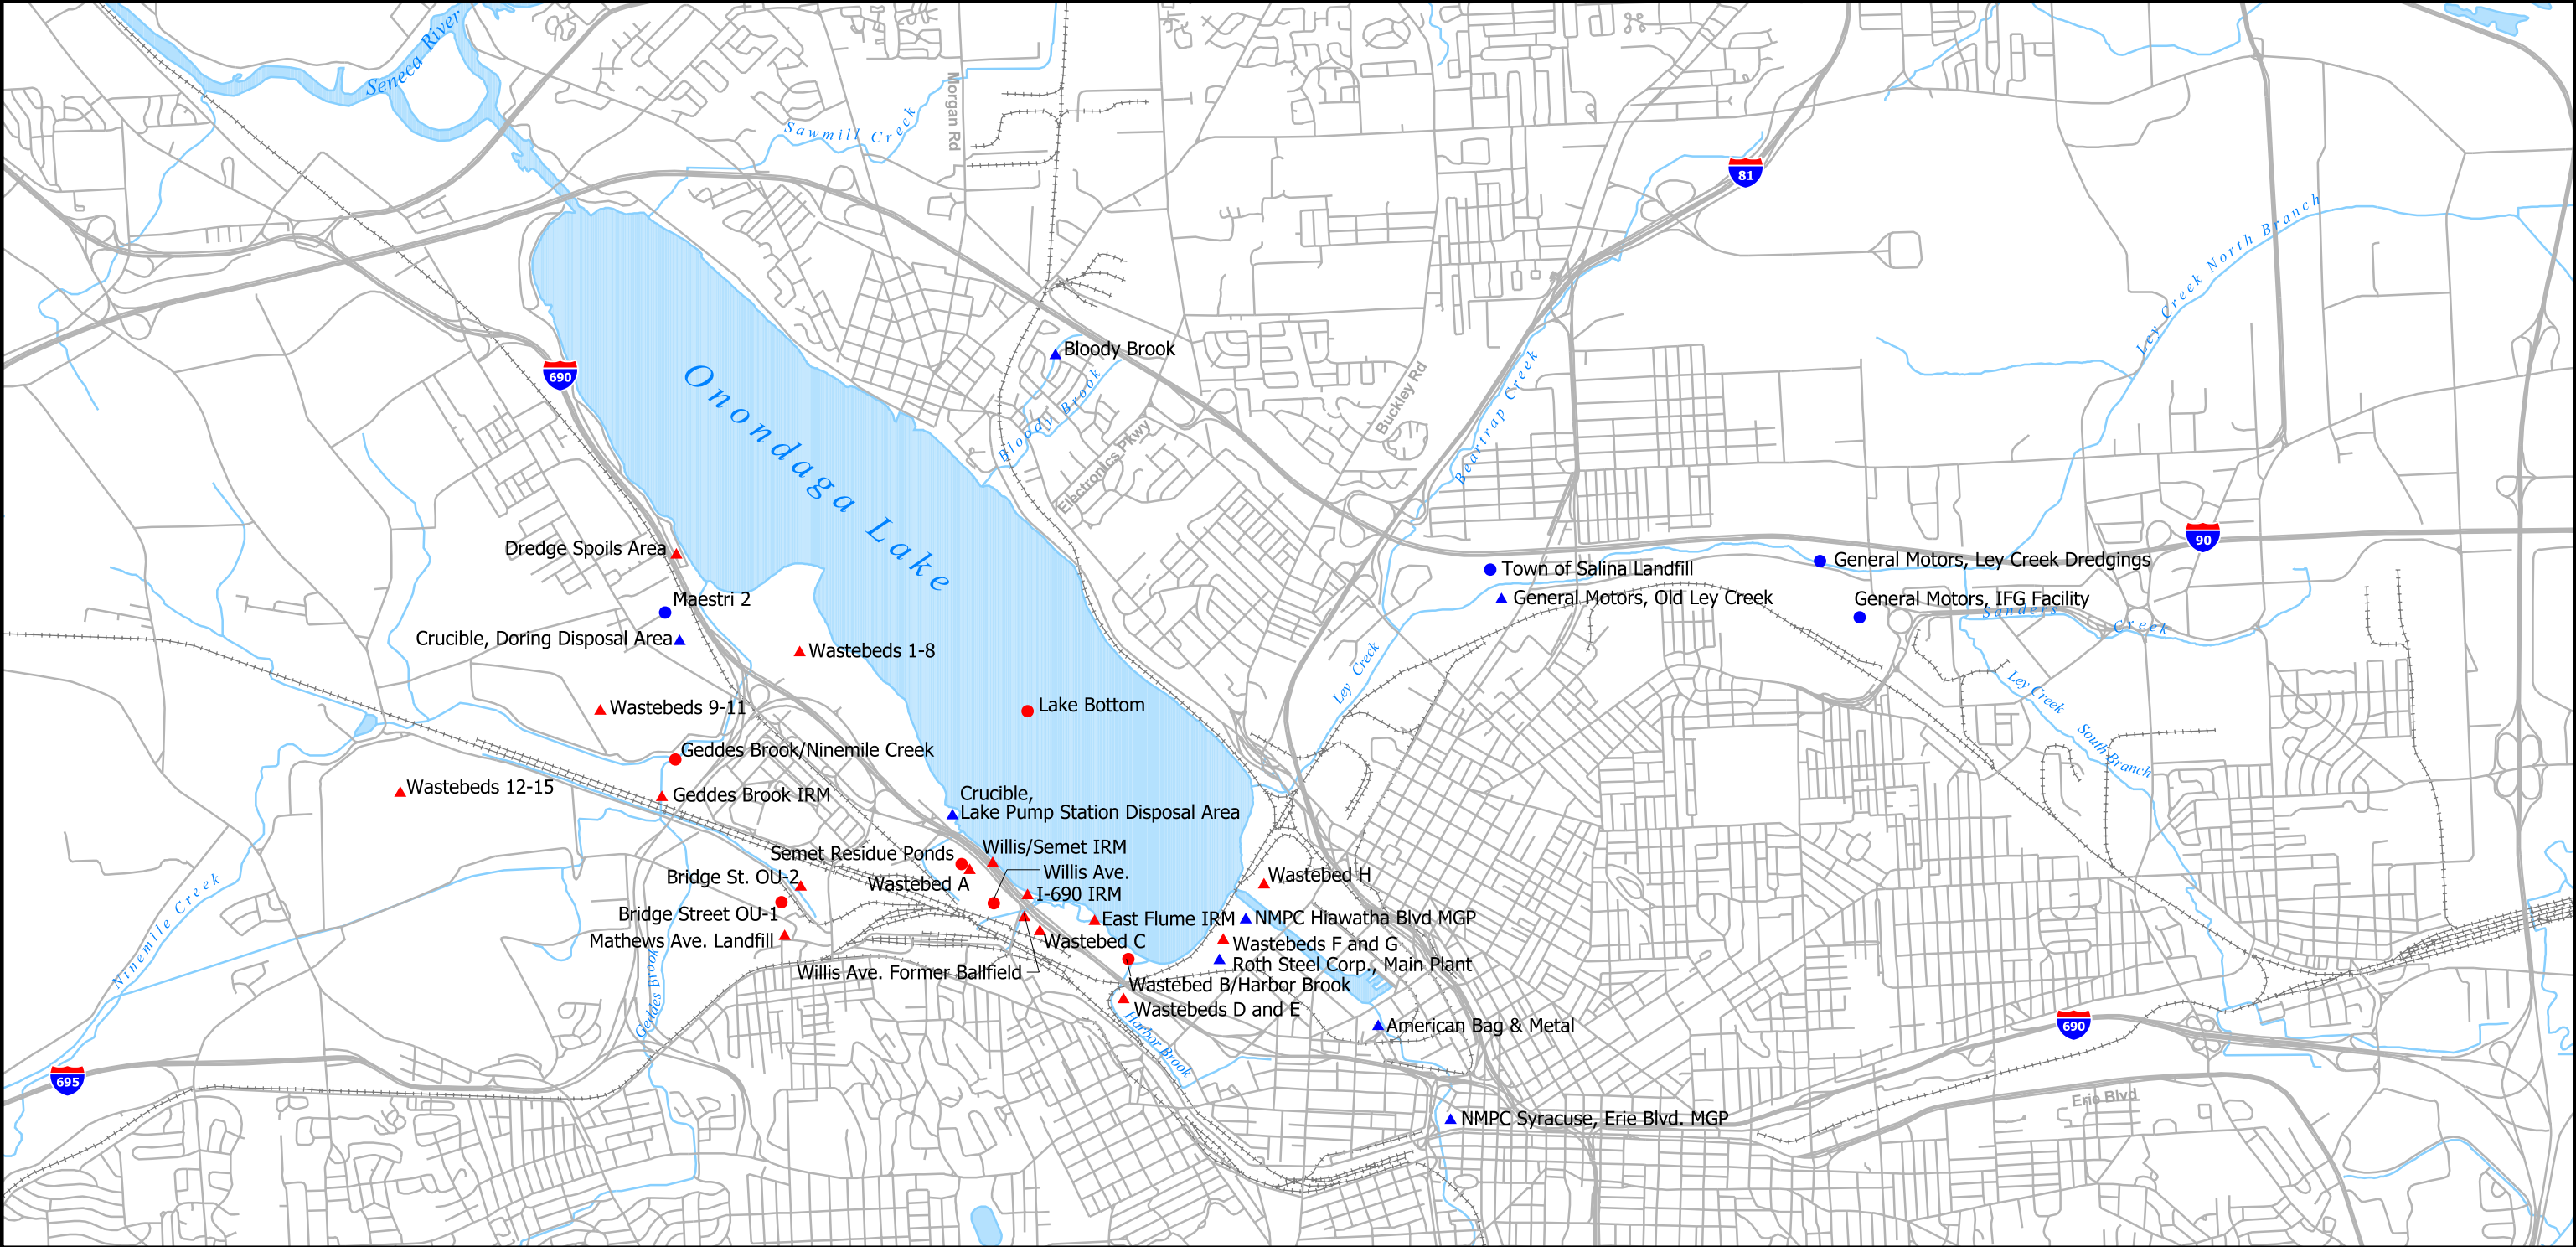 Seneca River
Sawmill Creek
Morgan Rd
81
Ley Creek North Branch
Bloody Brook
690
Onondaga Lake
Bloody Brook
Electronics Pkwy
Buckley Rd
Beartrap Creek
90
Dredge Spoils Area
Town of Salina Landfill
General Motors, Ley Creek Dredgings
Maestri 2
General Motors, Old Ley Creek
General Motors, IFG Facility
Sanders Creek
Crucible, Doring Disposal Area
Wastebeds 1-8
Ley Creek
Ley Creek South Branch
Wastebeds 9-11
Lake Bottom
Geddes Brook/Ninemile Creek
Wastebeds 12-15
Geddes Brook IRM
Crucible,
Lake Pump Station Disposal Area
Semet Residue Ponds
Willis/Semet IRM
Willis Ave.
Bridge St. OU-2
Wastebed A
Wastebed H
I-690 IRM
Bridge Street OU-1
East Flume IRM
NMPC Hiawatha Blvd MGP
Mathews Ave. Landfill
Wastebed C
Wastebeds F and G
Ninemile Creek
Geddes Brook
Willis Ave. Former Ballfield
Roth Steel Corp., Main Plant
Wastebed B/Harbor Brook
Wastebeds D and E
Harbor Brook
American Bag & Metal
690
695
Erie Blvd
NMPC Syracuse, Erie Blvd. MGP